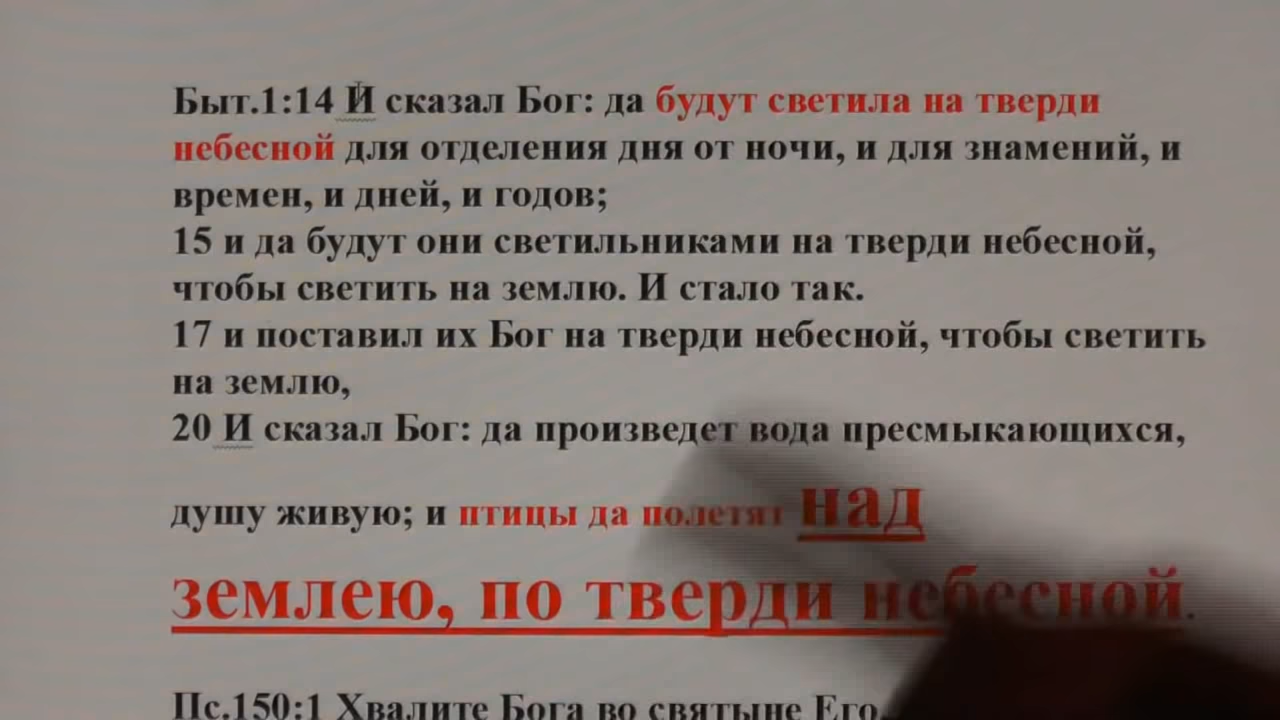 Быт.1:14 И сказал Бог: да будут светила на тверди
небесной для отделения дня от ночи, и для знамений, и
времен, и дней, и годов;
15 и да будут они светильниками на тверди небесной,
чтобы светить на землю. И стало так.
17 и поставил их Бог на тверди небесной, чтобы светить
на землю,
20 И сказал Бог: да произведет вода пресмыкающихся,
душу живую; и птицы да полетят над
землею, по тверди небесной.
Пс.150:1 Хвалите Бога во святыне Его,